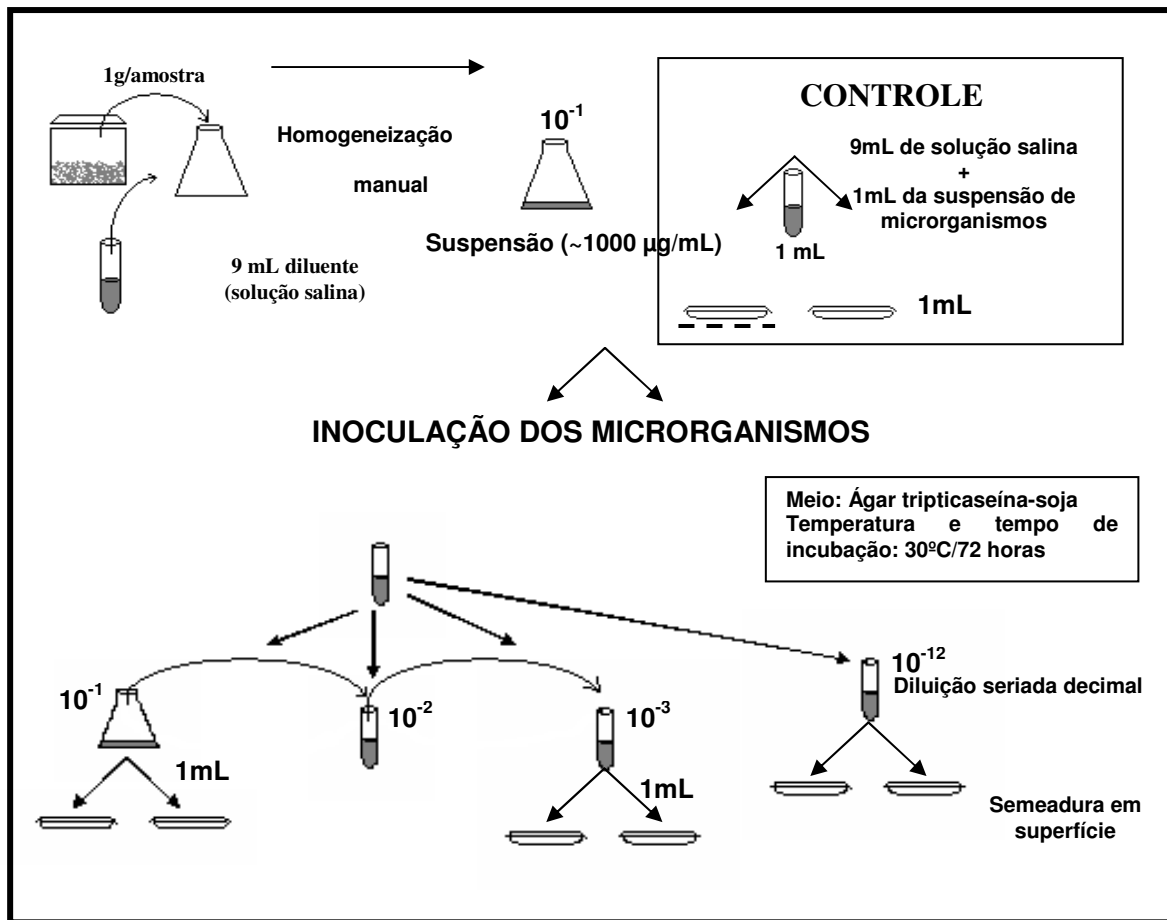 1g/amostra
Homogeneização
manual
9 mL diluente
(solução salina)
10-1
Suspensão (~1000 µg/mL)
CONTROLE
9mL de solução salina
+
1mL da suspensão de
microrganismos
1 mL
1mL
INOCULAÇÃO DOS MICRORGANISMOS
Meio: Ágar tripticaseína-soja
Temperatura e tempo de
incubação: 30ºC/72 horas
10-1
1mL
10-2
10-3
1mL
10-12
Diluição seriada decimal
Semeadura em
superfície